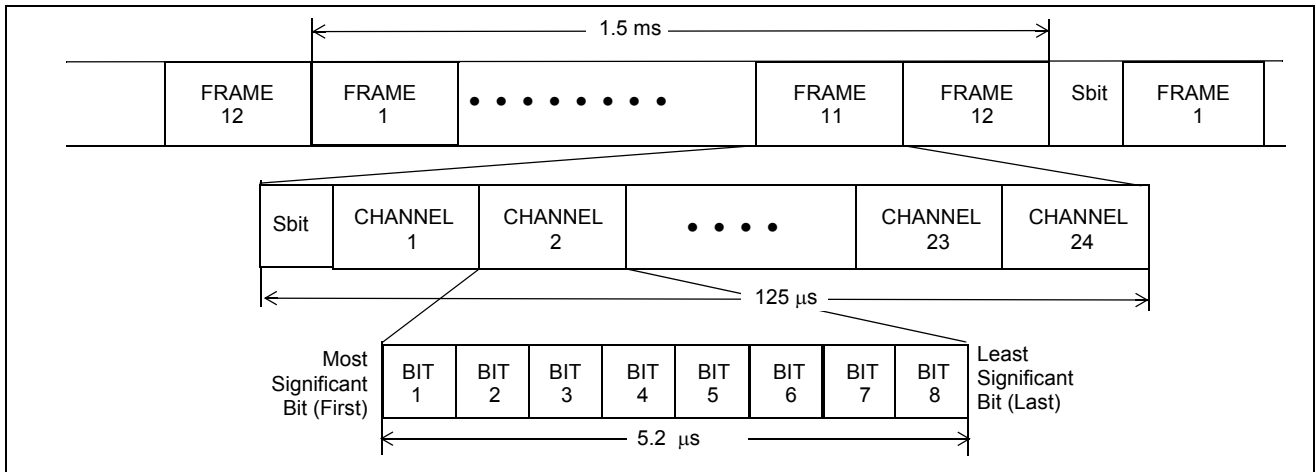 1.5 ms
FRAME
12
FRAME
1
• • • • • • • •
FRAME
11
FRAME
12
Sbit
FRAME
1
Sbit
CHANNEL
1
CHANNEL
2
• • • •
CHANNEL
23
CHANNEL
24
125 μs
Most
Significant
Bit (First)
BIT
1
BIT
2
BIT
3
BIT
4
BIT
5
BIT
6
BIT
7
BIT
8
Least
Significant
Bit (Last)
5.2 μs